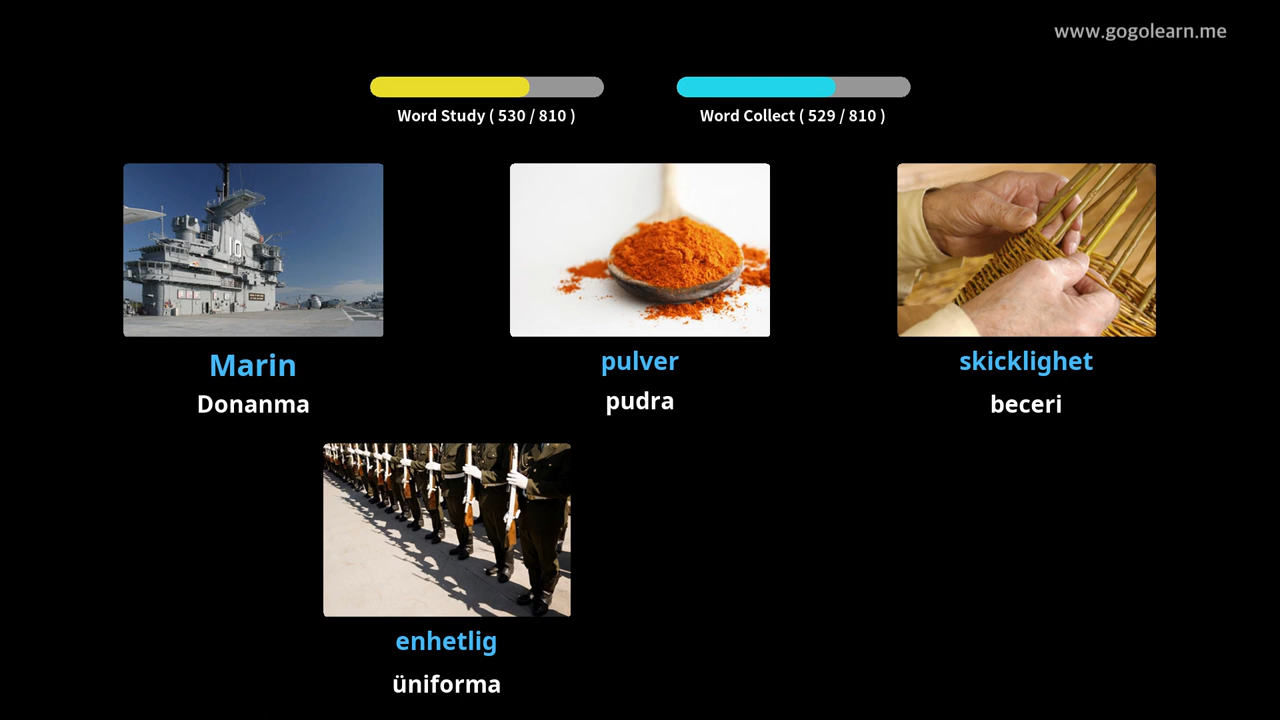 www.gogolearn.me
Word Study ( 530 / 810 )
Word Collect ( 529 / 810 )
10
Marin
Donanma
pulver
pudra
skicklighet
beceri
enhetlig
üniforma